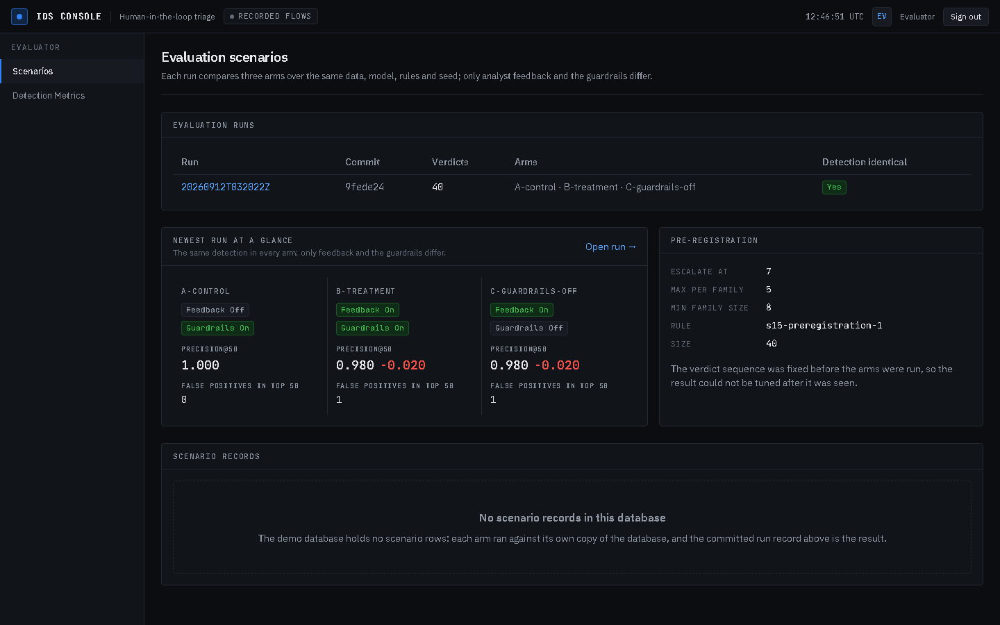 IDS CONSOLE
Human-in-the-loop triage
RECORDED FLOWS
12:46:51 UTC
EV
Evaluator
Sign out
EVALUATOR
Scenarios
Detection Metrics
Evaluation scenarios
Each run compares three arms over the same data, model, rules and seed; only analyst feedback and the guardrails differ.
EVALUATION RUNS
Run Commit Verdicts Arms Detection identical
20260912T032022Z 9fede24 40 A-control · B-treatment · C-guardrails-off Yes
NEWEST RUN AT A GLANCE
The same detection in every arm; only feedback and the guardrails differ.
Open run →
A-CONTROL
Feedback Off
Guardrails On
PRECISION@50
1.000
FALSE POSITIVES IN TOP 50
0
B-TREATMENT
Feedback On
Guardrails On
PRECISION@50
0.980 -0.020
FALSE POSITIVES IN TOP 50
1
C-GUARDRAILS-OFF
Feedback On
Guardrails Off
PRECISION@50
0.980 -0.020
FALSE POSITIVES IN TOP 50
1
PRE-REGISTRATION
ESCALATE AT 7
MAX PER FAMILY 5
MIN FAMILY SIZE 8
RULE s15-preregistration-1
SIZE 40
The verdict sequence was fixed before the arms were run, so the
result could not be tuned after it was seen.
SCENARIO RECORDS
No scenario records in this database
The demo database holds no scenario rows: each arm ran against its own copy of the database, and the committed run record above is the result.